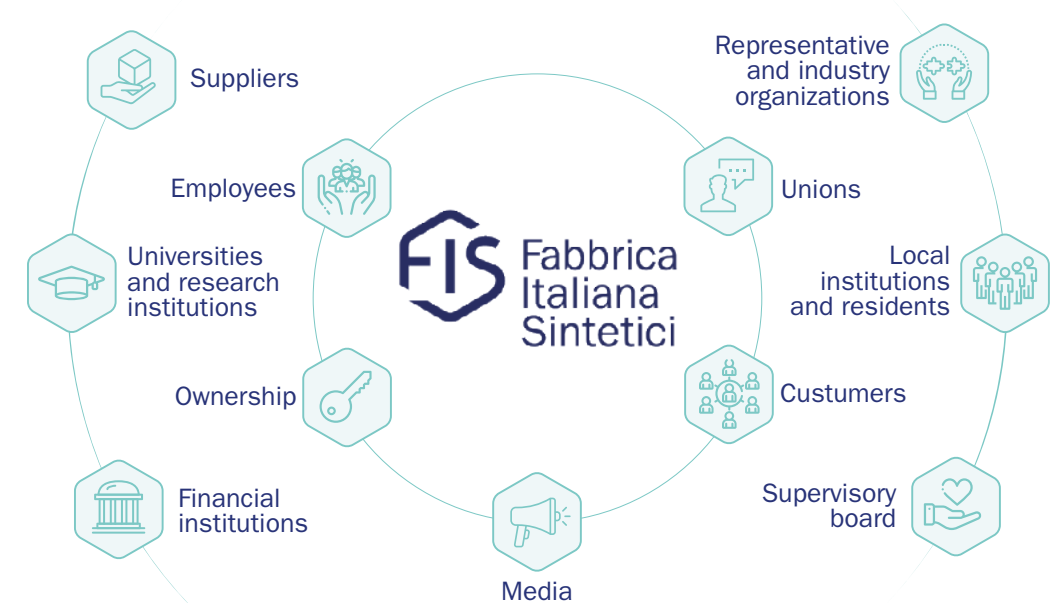 Suppliers
Representative
and industry
organizations
Employees
Unions
FIS
Fabbrica
Italiana
Sintetici
Universities
and research
institutions
Local
institutions
and residents
Ownership
Custumers
Financial
institutions
Supervisory
board
Media